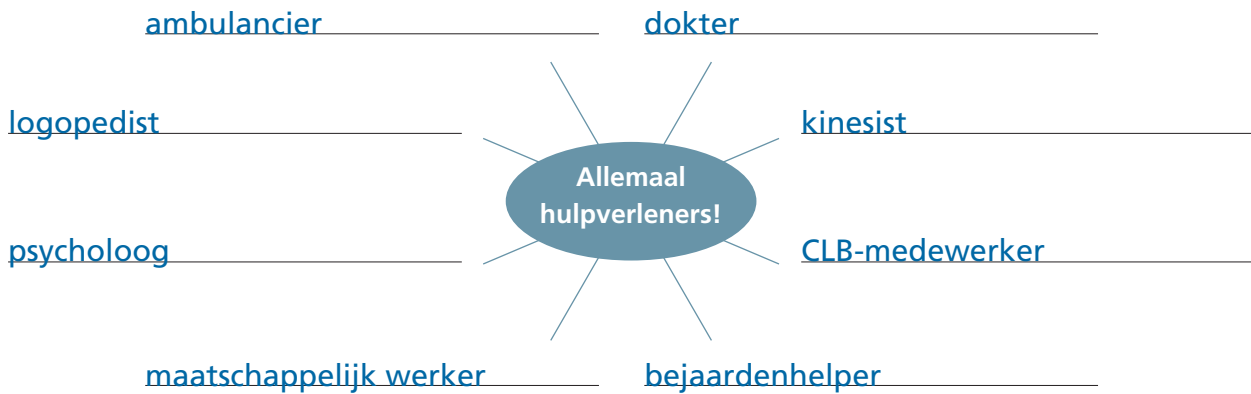 ambulancier
dokter
logopedist
kinesist
Allemaal
hulpverleners!
psycholoog
CLB-medewerker
maatschappelijk werker
bejaardenhelper